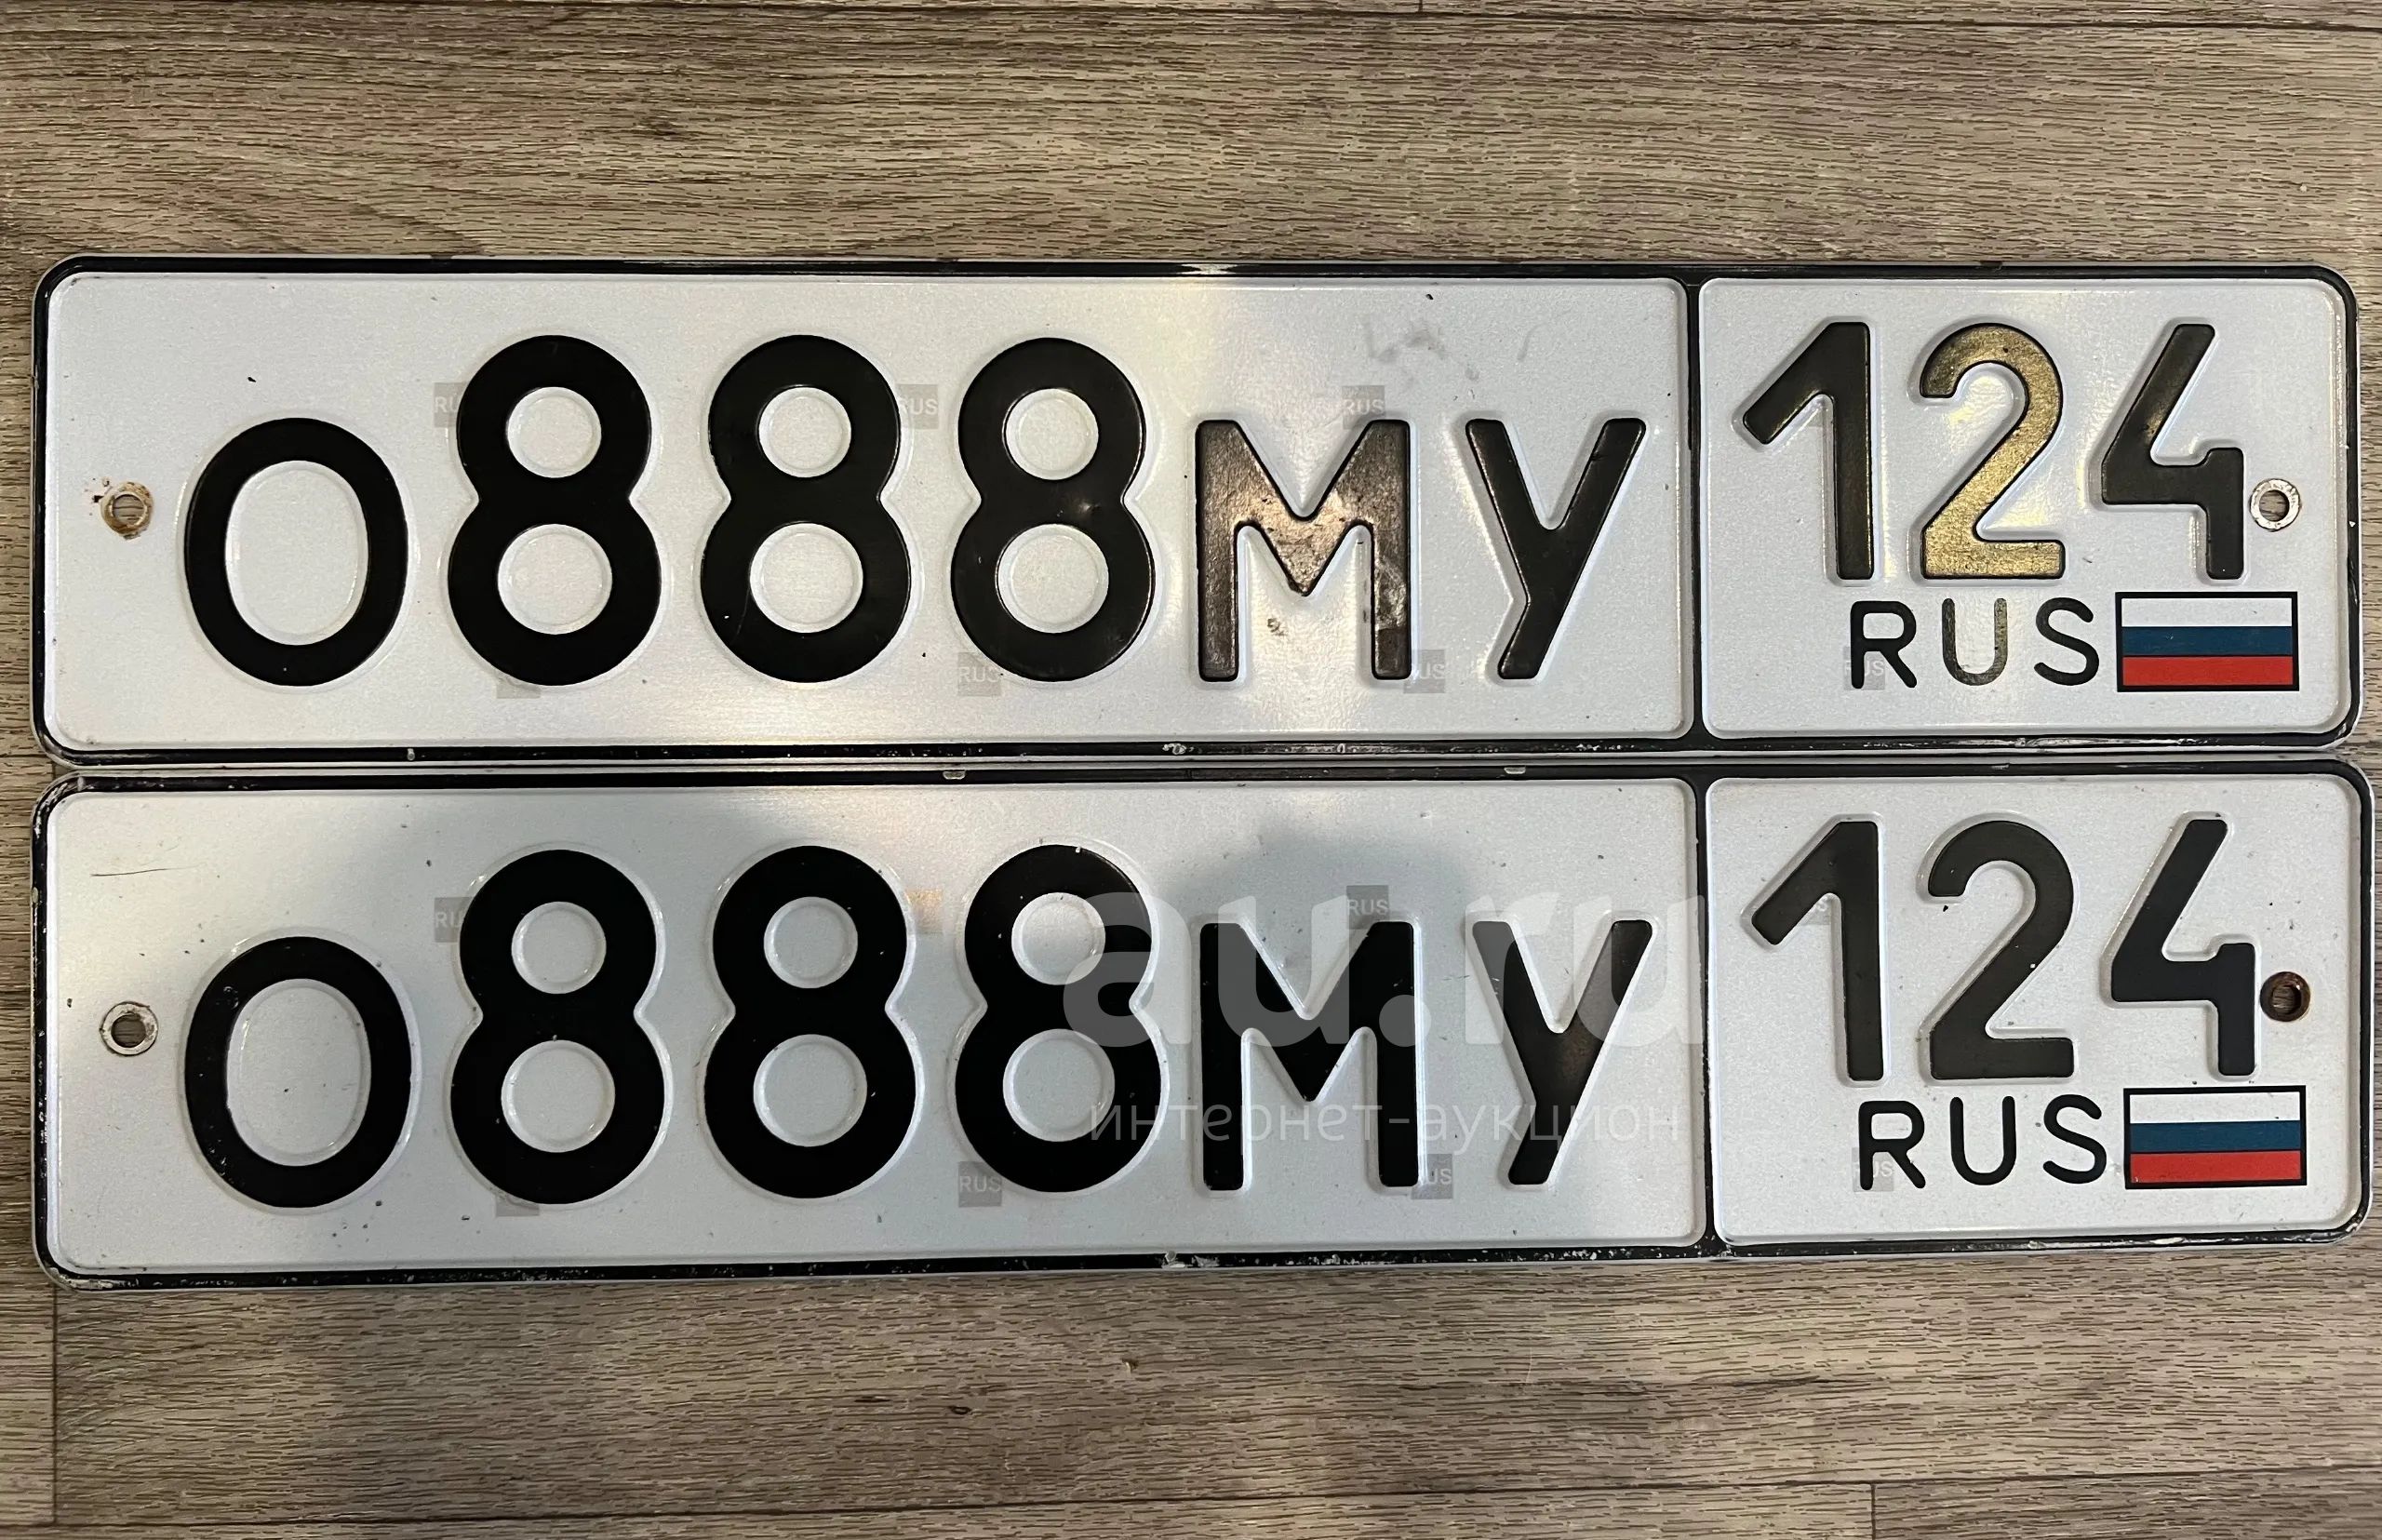 О888МУ 124
RUS
О888МУ 124
RUS
au.ru
интернет-аукцион